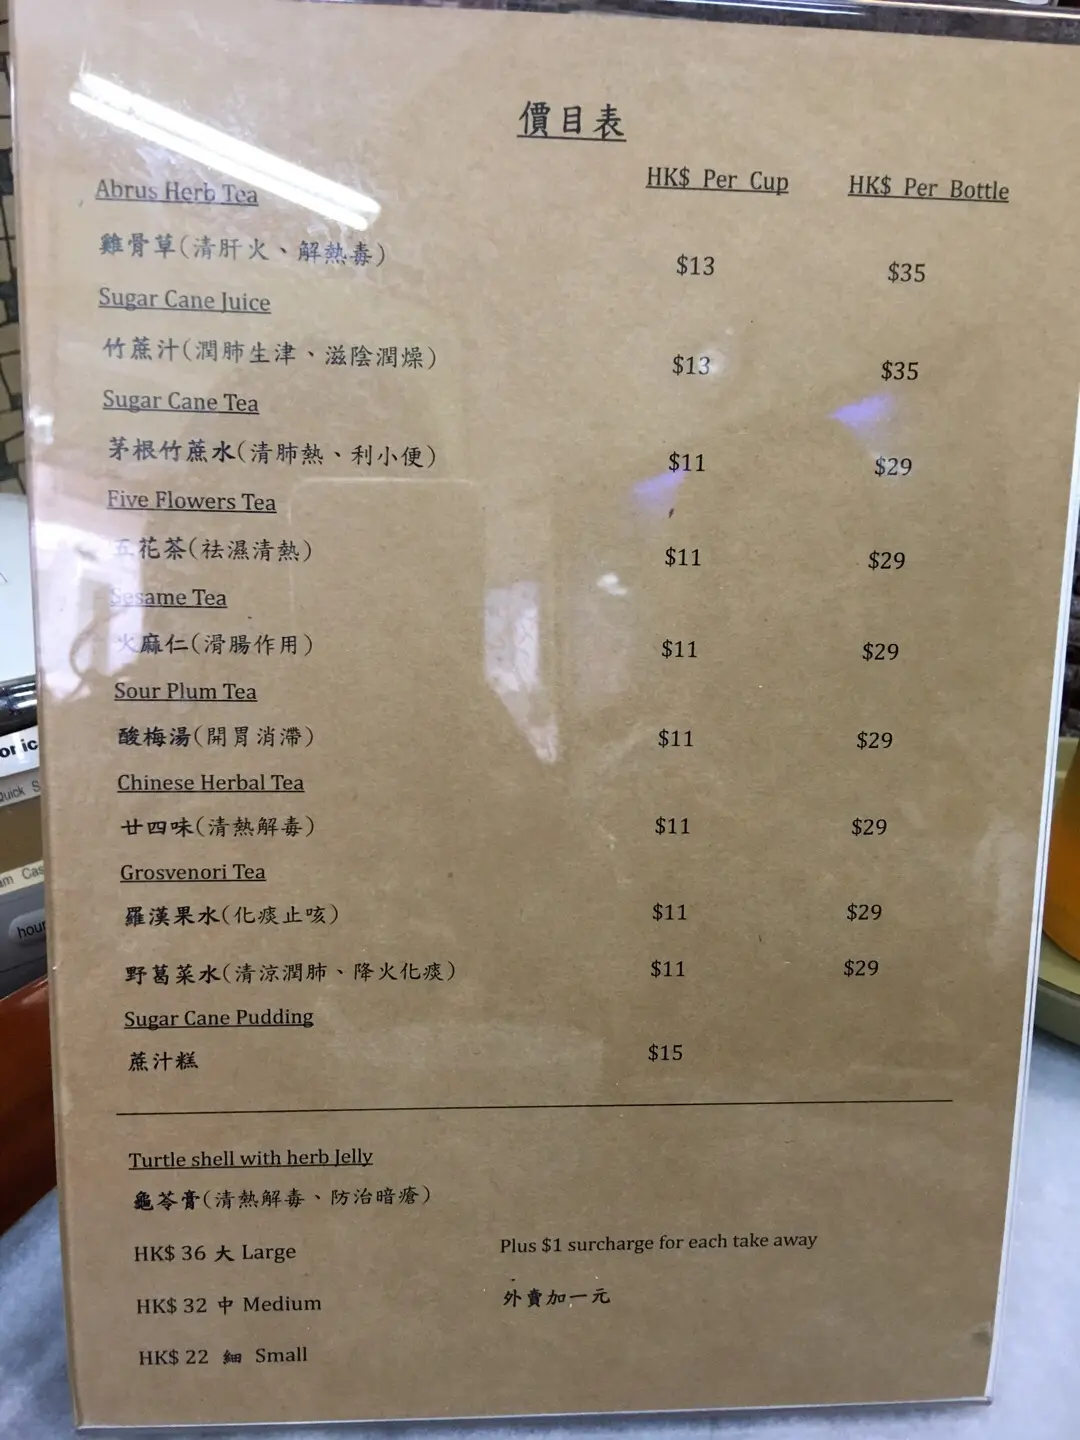 價目表
HK$ Per Cup HK$ Per Bottle
Abrus Herb Tea
雞骨草(清肝火、解熱毒) $13 $35
Sugar Cane Juice
竹蔗汁(潤肺生津、滋陰潤燥) $13 $35
Sugar Cane Tea
茅根竹蔗水(清肺熱、利小便) $11 $29
Five Flowers Tea
五花茶(祛濕清熱) $11 $29
Sesame Tea
火麻仁(滑腸作用) $11 $29
Sour Plum Tea
酸梅湯(開胃消滯) $11 $29
Chinese Herbal Tea
廿四味(清熱解毒) $11 $29
Grosvenori Tea
羅漢果水(化痰止咳) $11 $29
野葛菜水(清涼潤肺、降火化痰) $11 $29
Sugar Cane Pudding
蔗汁糕 $15
Turtle shell with herb Jelly
龜苓膏(清熱解毒、防治暗瘡)
HK$ 36 大 Large
Plus $1 surcharge for each take away
HK$ 32 中 Medium
外賣加一元
HK$ 22 細 Small
or ic
Quick S
am Cas
hour